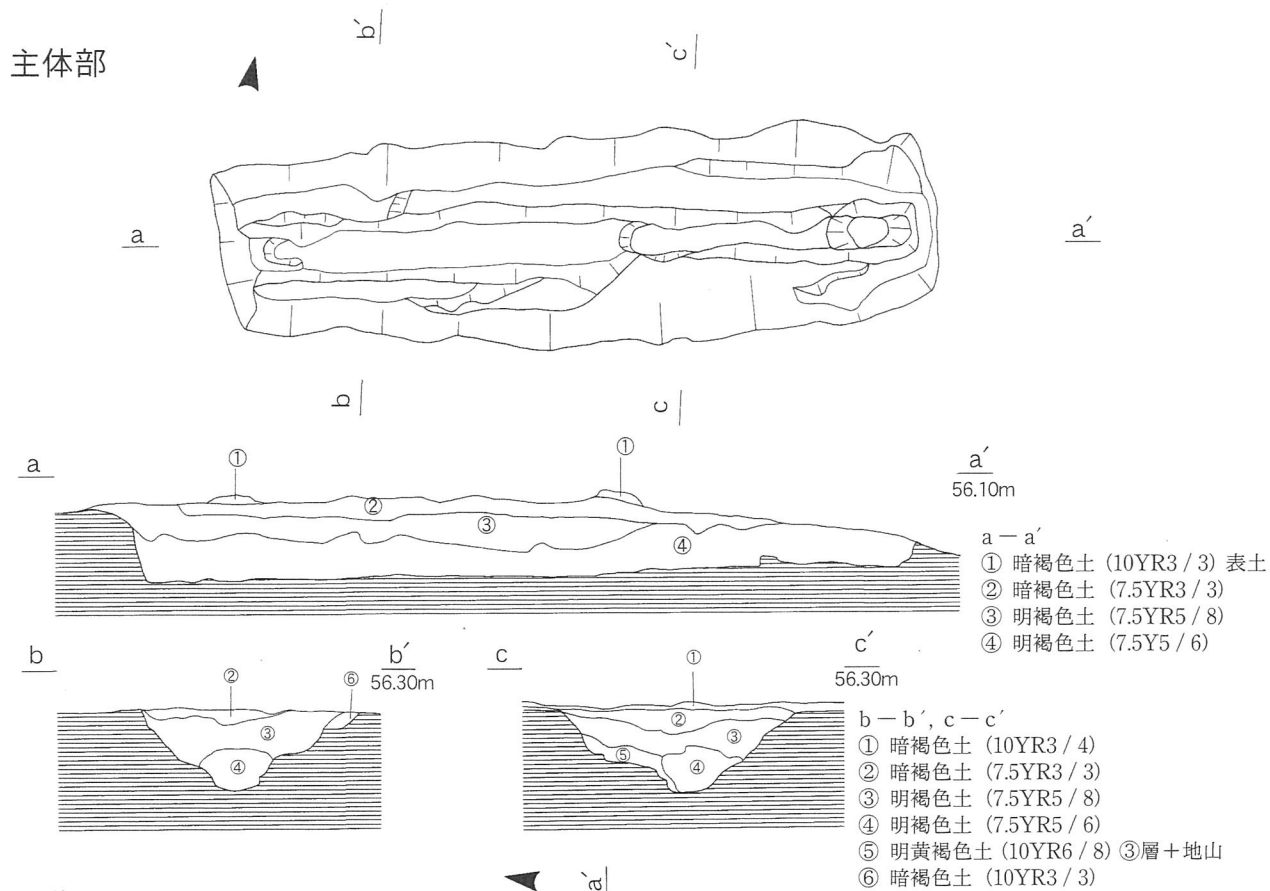 主体部
b′
c′
a
a′
b
c
a
①
①
a′
56.10m
②
③
④
a－a′
① 暗褐色土 (10YR3 / 3) 表土
② 暗褐色土 (7.5YR3 / 3)
③ 明褐色土 (7.5YR5 / 8)
④ 明褐色土 (7.5Y5 / 6)
b
②
b′
56.30m
⑥
③
④
c
①
c′
56.30m
②
③
⑤
④
b－b′, c－c′
① 暗褐色土 (10YR3 / 4)
② 暗褐色土 (7.5YR3 / 3)
③ 明褐色土 (7.5YR5 / 8)
④ 明褐色土 (7.5YR5 / 6)
⑤ 明黄褐色土 (10YR6 / 8) ③層＋地山
⑥ 暗褐色土 (10YR3 / 3)
a′